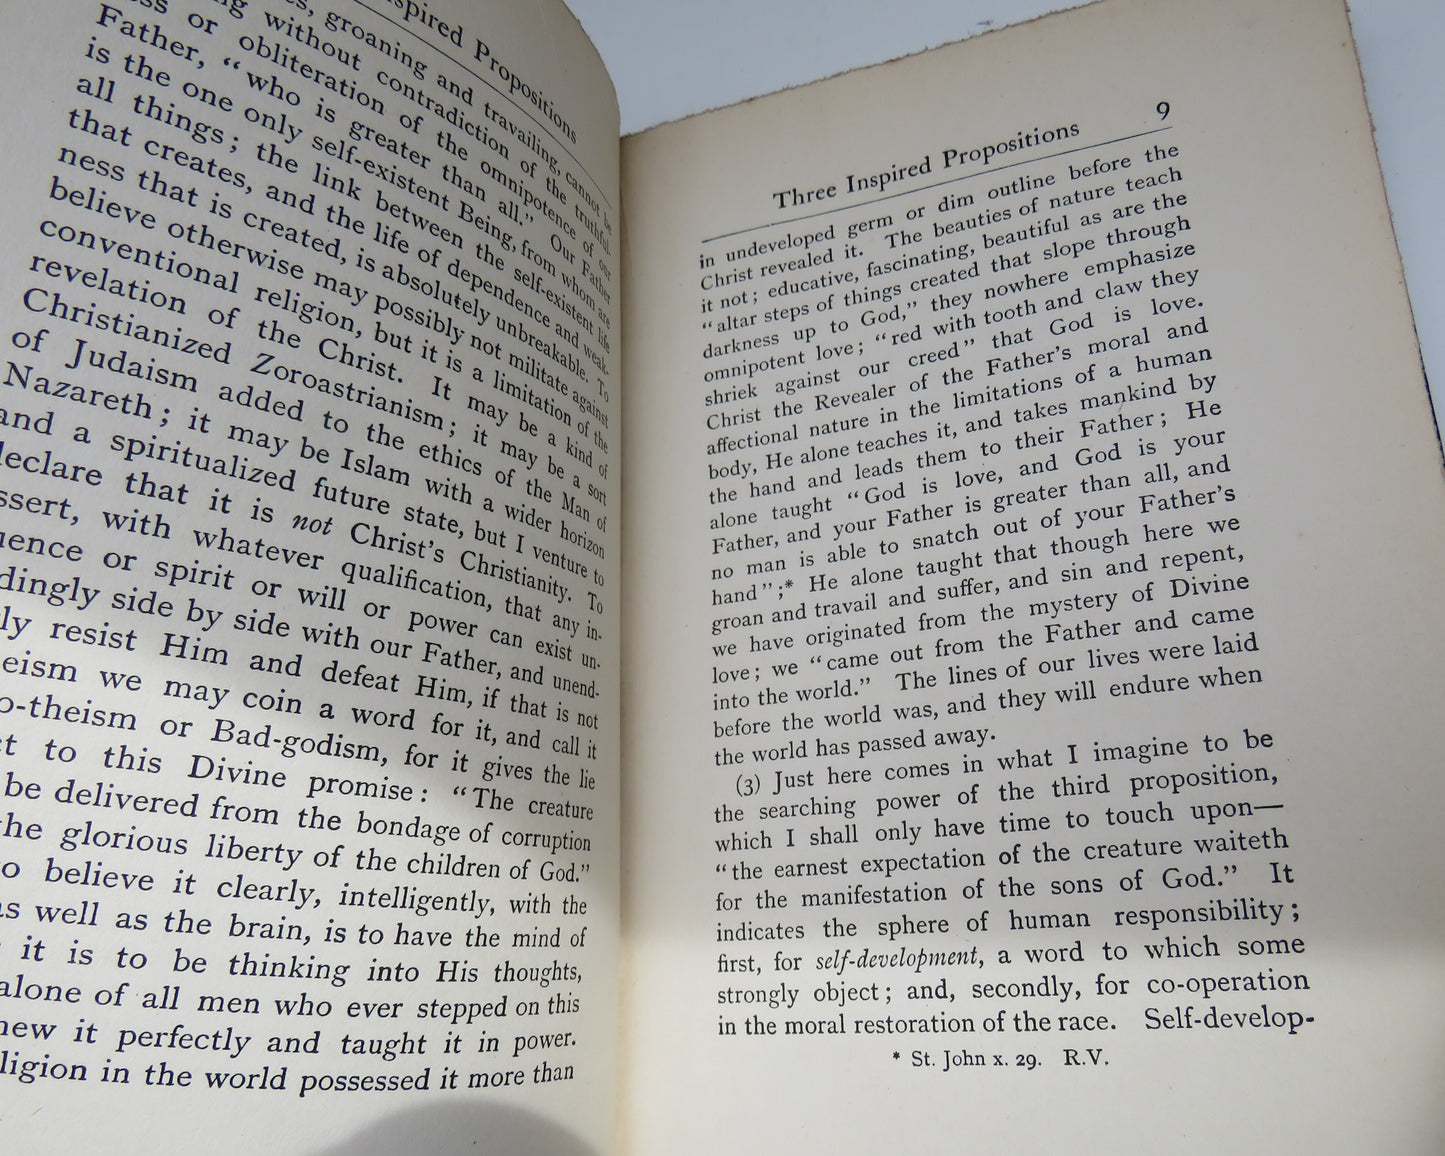 Inspired Propositions
groaning and travailing, cannot be
without contradiction of the truthful-
ness or obliteration of the omnipotence of our
Father, “who is greater than all.” Our Father
is the one only self-existent Being, from whom are
all things; the link between the self-existent life
that creates, and the life of dependence and weak-
ness that is created, is absolutely unbreakable. To
believe otherwise may possibly not militate against
conventional religion, but it is a limitation of the
revelation of the Christ. It may be a kind of
Christianized Zoroastrianism; it may be a sort
of Judaism added to the ethics of the Man of
Nazareth; it may be Islam with a wider horizon
and a spiritualized future state, but I venture to
declare that it is not Christ’s Christianity. To
assert, with whatever qualification, that any in-
fluence or spirit or will or power can exist un-
dingly side by side with our Father, and unend-
ly resist Him and defeat Him, if that is not
eism we may coin a word for it, and call it
o-theism or Bad-godism, for it gives the lie
ct to this Divine promise: “The creature
be delivered from the bondage of corruption
the glorious liberty of the children of God.”
to believe it clearly, intelligently, with the
as well as the brain, is to have the mind of
it is to be thinking into His thoughts,
alone of all men who ever stepped on this
new it perfectly and taught it in power.
ligion in the world possessed it more than
Three Inspired Propositions 9
in undeveloped germ or dim outline before the
Christ revealed it. The beauties of nature teach
it not; educative, fascinating, beautiful as are the
“altar steps of things created that slope through
darkness up to God,” they nowhere emphasize
omnipotent love; “red with tooth and claw they
shriek against our creed” that God is love.
Christ the Revealer of the Father’s moral and
affectional nature in the limitations of a human
body, He alone teaches it, and takes mankind by
the hand and leads them to their Father; He
alone taught “God is love, and God is your
Father, and your Father is greater than all, and
no man is able to snatch out of your Father’s
hand”;* He alone taught that though here we
groan and travail and suffer, and sin and repent,
we have originated from the mystery of Divine
love; we “came out from the Father and came
into the world.” The lines of our lives were laid
before the world was, and they will endure when
the world has passed away.
(3) Just here comes in what I imagine to be
the searching power of the third proposition,
which I shall only have time to touch upon—
“the earnest expectation of the creature waiteth
for the manifestation of the sons of God.” It
indicates the sphere of human responsibility;
first, for self-development, a word to which some
strongly object; and, secondly, for co-operation
in the moral restoration of the race. Self-develop-
* St. John x. 29. R.V.